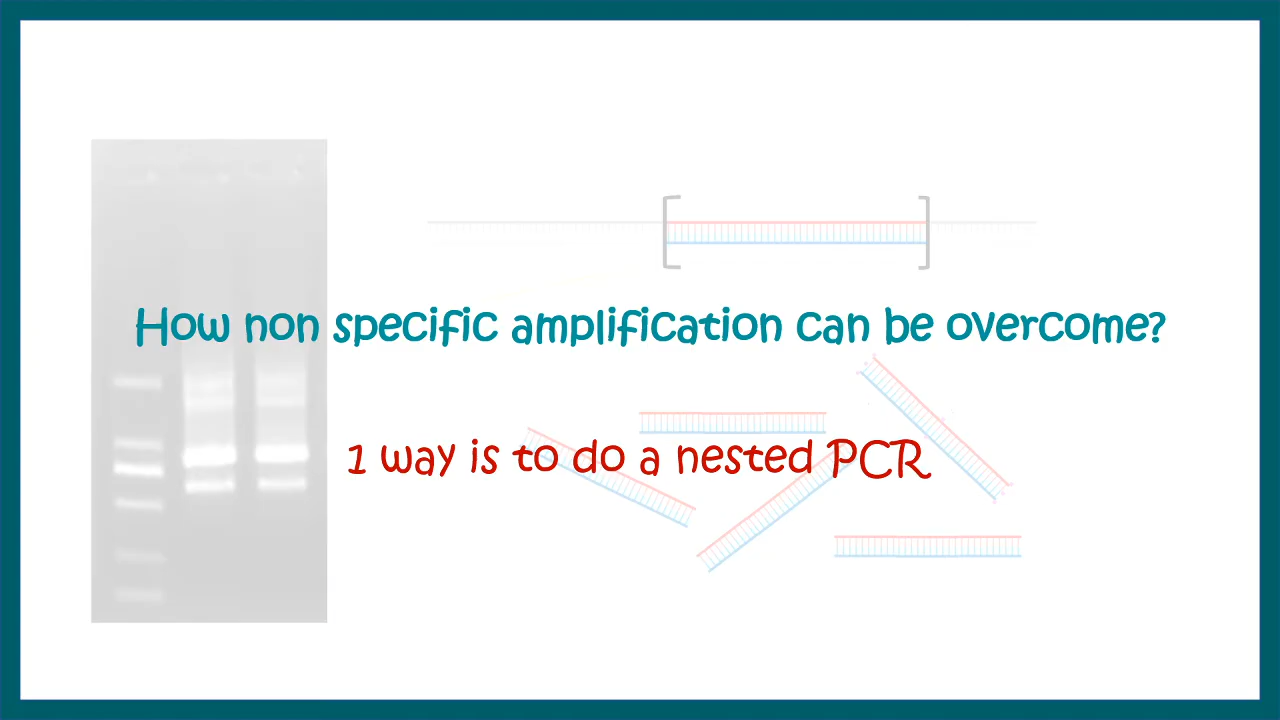 How non specific amplification can be overcome?
1 way is to do a nested PCR